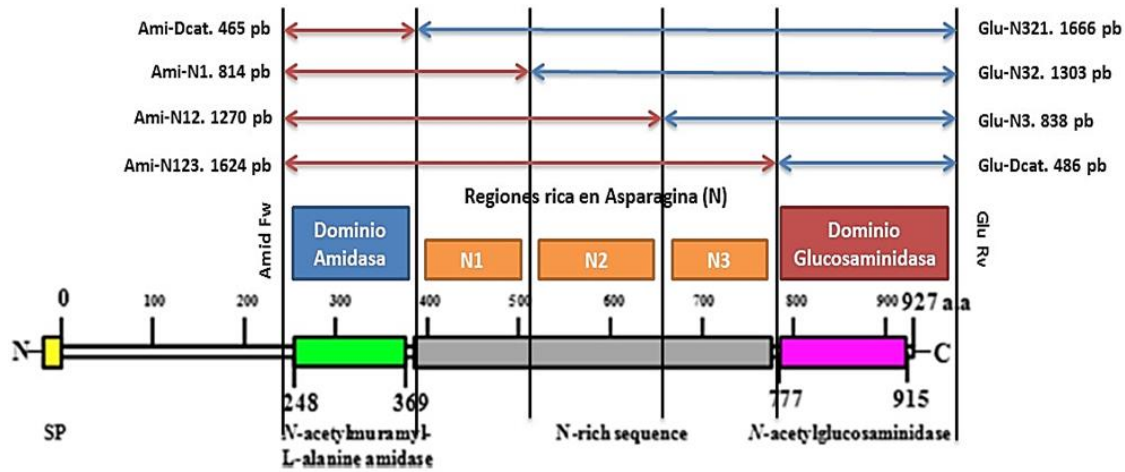 Ami-Dcat. 465 pb
Glu-N321. 1666 pb
Ami-N1. 814 pb
Glu-N32. 1303 pb
Ami-N12. 1270 pb
Glu-N3. 838 pb
Ami-N123. 1624 pb
Glu-Dcat. 486 pb
Regiones rica en Asparagina (N)
Amid Fw
Dominio
Amidasa
N1
N2
N3
Dominio
Glucosaminidasa
Glu Rv
0 100 200 300 400 500 600 700 800 900 927 a.a
N C
248 369 777 915
SP
N-acetylmuramyl-
L-alanine amidase
N-rich sequence
N-acetylglucosaminidase